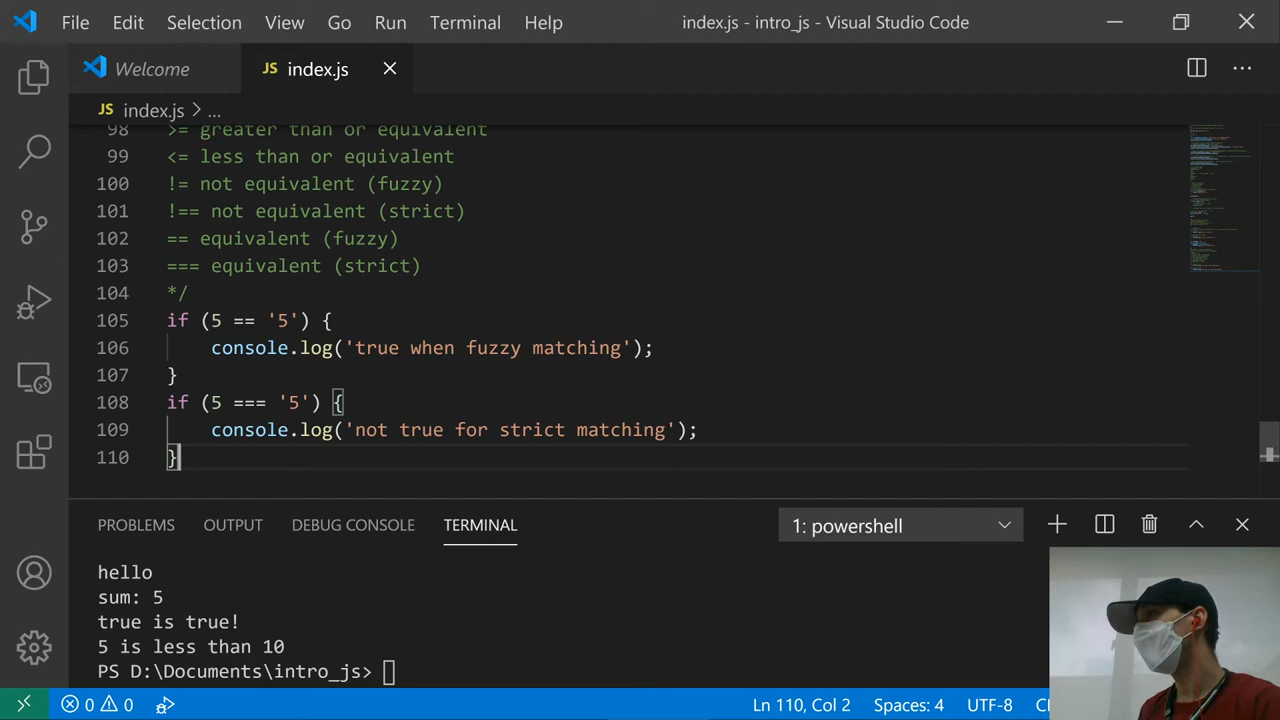 File Edit Selection View Go Run Terminal Help index.js - intro_js - Visual Studio Code
Welcome JS index.js
JS index.js > ...
98 >= greater than or equivalent
99 <= less than or equivalent
100 != not equivalent (fuzzy)
101 !== not equivalent (strict)
102 == equivalent (fuzzy)
103 === equivalent (strict)
104 */
105 if (5 == '5') {
106 console.log('true when fuzzy matching');
107 }
108 if (5 === '5') {
109 console.log('not true for strict matching');
110 }
PROBLEMS OUTPUT DEBUG CONSOLE TERMINAL 1: powershell
hello
sum: 5
true is true!
5 is less than 10
PS D:\Documents\intro_js>
0 0 Ln 110, Col 2 Spaces: 4 UTF-8